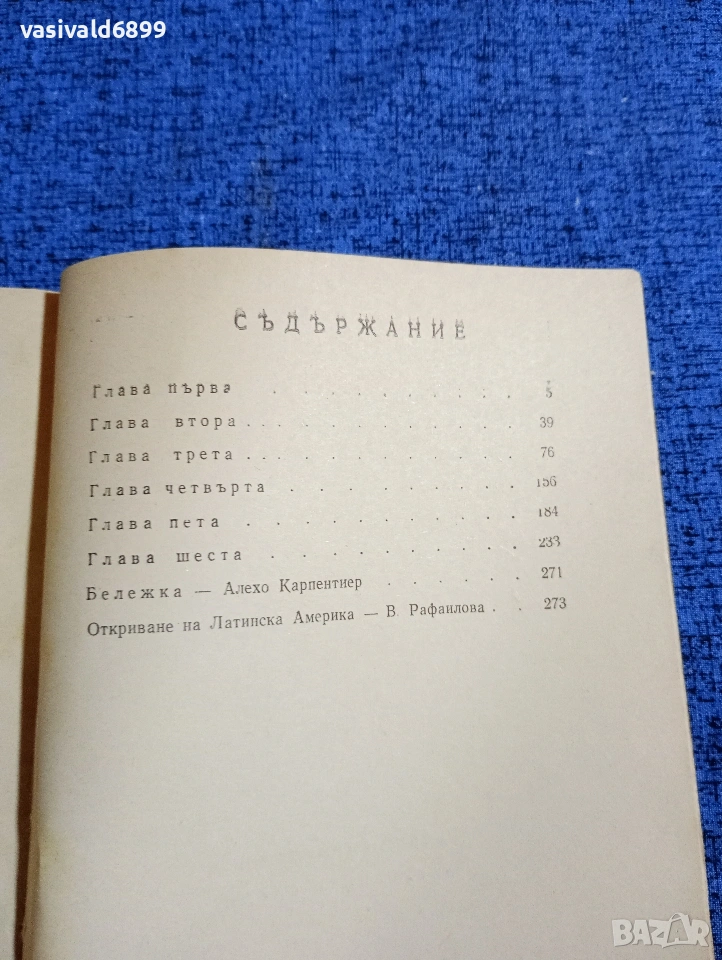 vasivald6899
СЪДЪРЖАНИЕ
Глава първа . . . . . . . . . . 5
Глава втора . . . . . . . . . . 39
Глава трета . . . . . . . . . . 76
Глава четвърта . . . . . . . . 156
Глава пета . . . . . . . . . . 184
Глава шеста . . . . . . . . . 233
Бележка — Алехо Карпентиер . . . . . 271
Откриване на Латинска Америка — В. Рафаилова . . 273
BAZAR